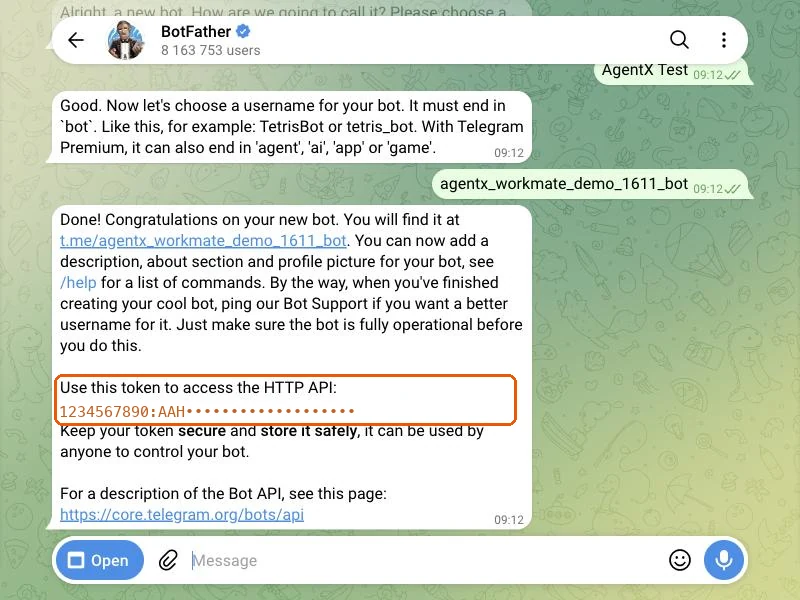 Alright, a new bot. How are we going to call it? Please choose a
BotFather
8 163 753 users
AgentX Test 09:12
Good. Now let's choose a username for your bot. It must end in
`bot`. Like this, for example: TetrisBot or tetris_bot. With Telegram
Premium, it can also end in 'agent', 'ai', 'app' or 'game'. 09:12
agentx_workmate_demo_1611_bot 09:12
Done! Congratulations on your new bot. You will find it at
t.me/agentx_workmate_demo_1611_bot. You can now add a
description, about section and profile picture for your bot, see
/help for a list of commands. By the way, when you've finished
creating your cool bot, ping our Bot Support if you want a better
username for it. Just make sure the bot is fully operational before
you do this.
Use this token to access the HTTP API:
1234567890:AAH•••••••••••••••••••
Keep your token secure and store it safely, it can be used by
anyone to control your bot.
For a description of the Bot API, see this page:
https://core.telegram.org/bots/api 09:12
Open Message